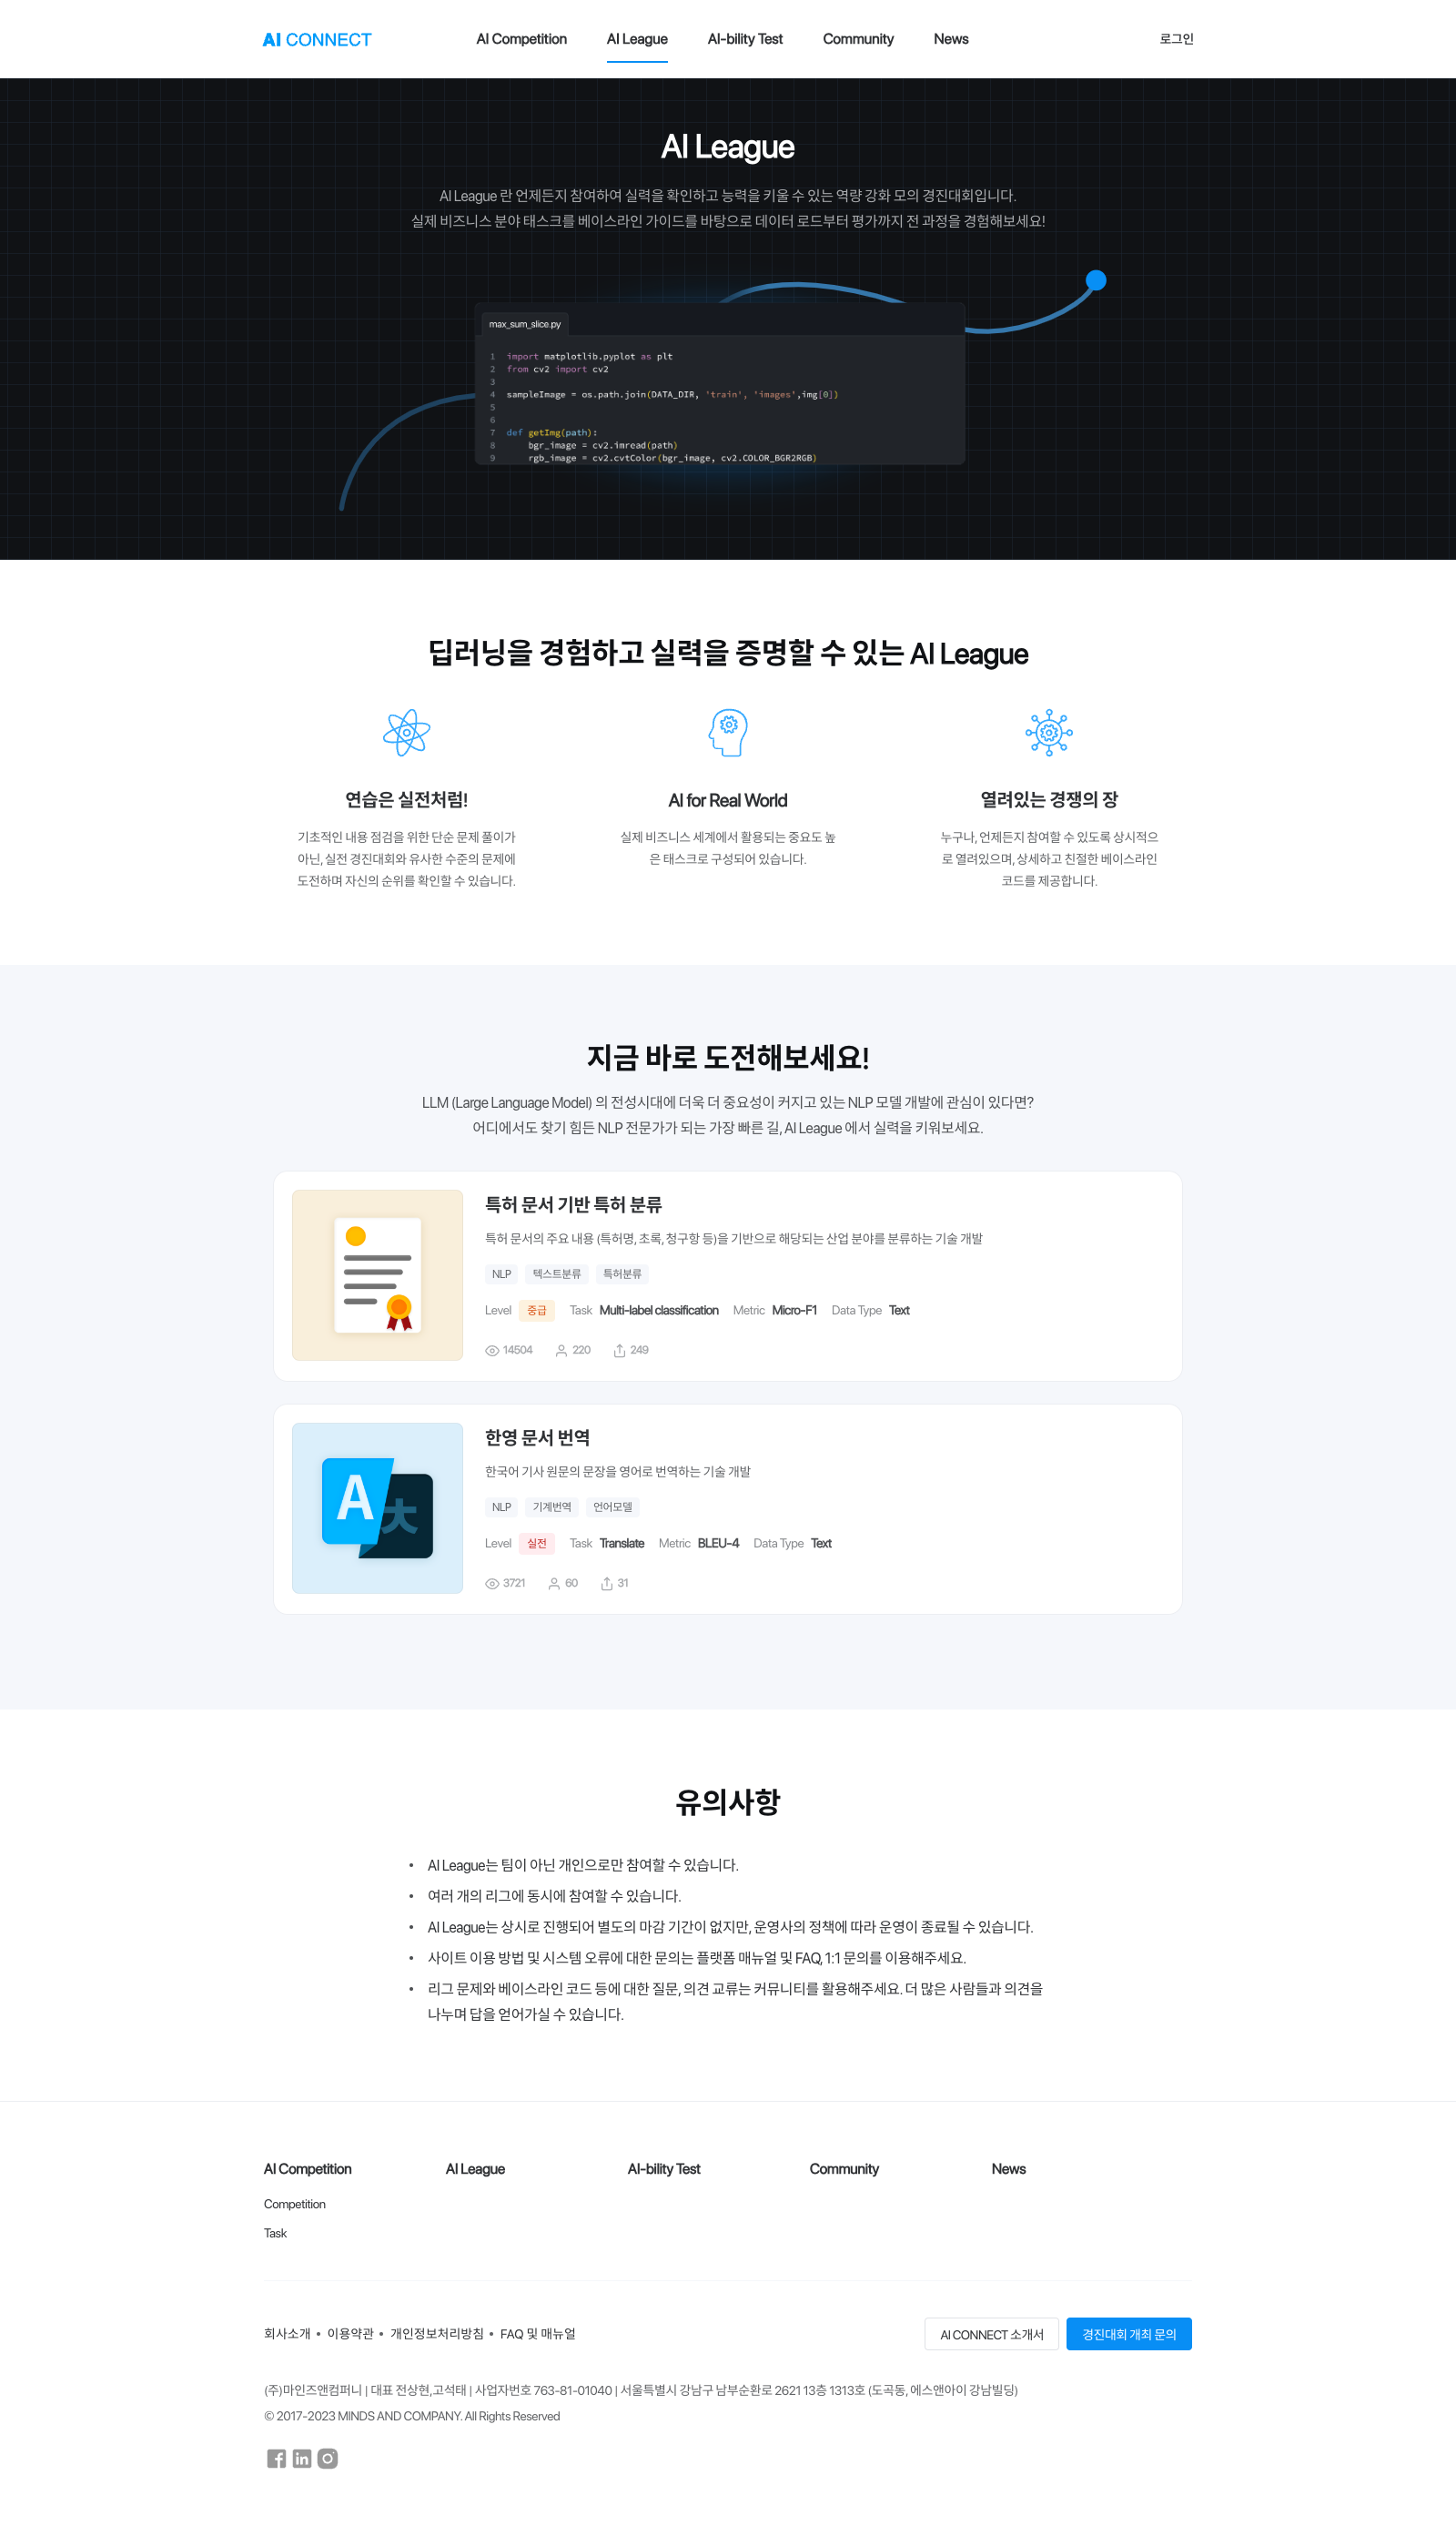 AI CONNECT
AI Competition
AI League
AI-bility Test
Community
News
로그인
AI League
AI League 란 언제든지 참여하여 실력을 확인하고 능력을 키울 수 있는 역량 강화 모의 경진대회입니다.
실제 비즈니스 분야 태스크를 베이스라인 가이드를 바탕으로 데이터 로드부터 평가까지 전 과정을 경험해보세요!
max_sum_slice.py
1 import matplotlib.pyplot as plt
2 from cv2 import cv2
3
4 sampleImage = os.path.join(DATA_DIR, 'train', 'images',img[0])
5
6
7 def getImg(path):
8 bgr_image = cv2.imread(path)
9 rgb_image = cv2.cvtColor(bgr_image, cv2.COLOR_BGR2RGB)
딥러닝을 경험하고 실력을 증명할 수 있는 AI League
연습은 실전처럼!
기초적인 내용 점검을 위한 단순 문제 풀이가
아닌, 실전 경진대회와 유사한 수준의 문제에
도전하며 자신의 순위를 확인할 수 있습니다.
AI for Real World
실제 비즈니스 세계에서 활용되는 중요도 높
은 태스크로 구성되어 있습니다.
열려있는 경쟁의 장
누구나, 언제든지 참여할 수 있도록 상시적으
로 열려있으며, 상세하고 친절한 베이스라인
코드를 제공합니다.
지금 바로 도전해보세요!
LLM (Large Language Model) 의 전성시대에 더욱 더 중요성이 커지고 있는 NLP 모델 개발에 관심이 있다면?
어디에서도 찾기 힘든 NLP 전문가가 되는 가장 빠른 길, AI League 에서 실력을 키워보세요.
특허 문서 기반 특허 분류
특허 문서의 주요 내용 (특허명, 초록, 청구항 등)을 기반으로 해당되는 산업 분야를 분류하는 기술 개발
NLP 텍스트분류 특허분류
Level 중급 Task Multi-label classification Metric Micro-F1 Data Type Text
14504 220 249
A
한영 문서 번역
한국어 기사 원문의 문장을 영어로 번역하는 기술 개발
NLP 기계번역 언어모델
Level 실전 Task Translate Metric BLEU-4 Data Type Text
3721 60 31
유의사항
• AI League는 팀이 아닌 개인으로만 참여할 수 있습니다.
• 여러 개의 리그에 동시에 참여할 수 있습니다.
• AI League는 상시로 진행되어 별도의 마감 기간이 없지만, 운영사의 정책에 따라 운영이 종료될 수 있습니다.
• 사이트 이용 방법 및 시스템 오류에 대한 문의는 플랫폼 매뉴얼 및 FAQ, 1:1 문의를 이용해주세요.
• 리그 문제와 베이스라인 코드 등에 대한 질문, 의견 교류는 커뮤니티를 활용해주세요. 더 많은 사람들과 의견을
나누며 답을 얻어가실 수 있습니다.
AI Competition
Competition
Task
AI League
AI-bility Test
Community
News
회사소개 • 이용약관 • 개인정보처리방침 • FAQ 및 매뉴얼
AI CONNECT 소개서
경진대회 개최 문의
(주)마인즈앤컴퍼니 | 대표 전상현,고석태 | 사업자번호 763-81-01040 | 서울특별시 강남구 남부순환로 2621 13층 1313호 (도곡동, 에스앤아이 강남빌딩)
© 2017-2023 MINDS AND COMPANY. All Rights Reserved